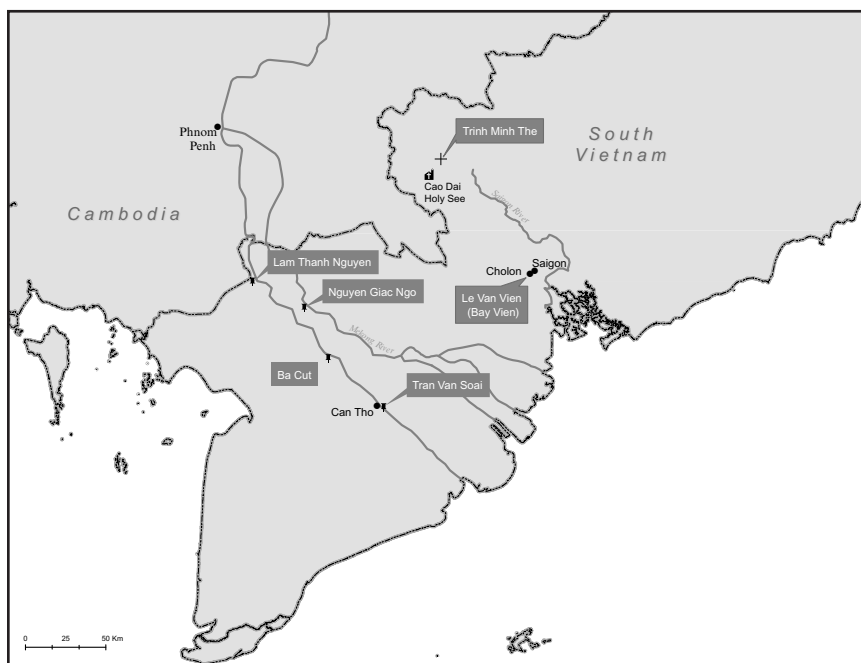 Phnom
Penh
Trinh Minh The
South
Vietnam
Cao Dai
Holy See
Saigon River
Cambodia
Lam Thanh Nguyen
Nguyen Giac Ngo
Saigon
Cholon
Le Van Vien
(Bay Vien)
Mekong River
Ba Cut
Tran Van Soai
Can Tho
0 25 50 Km